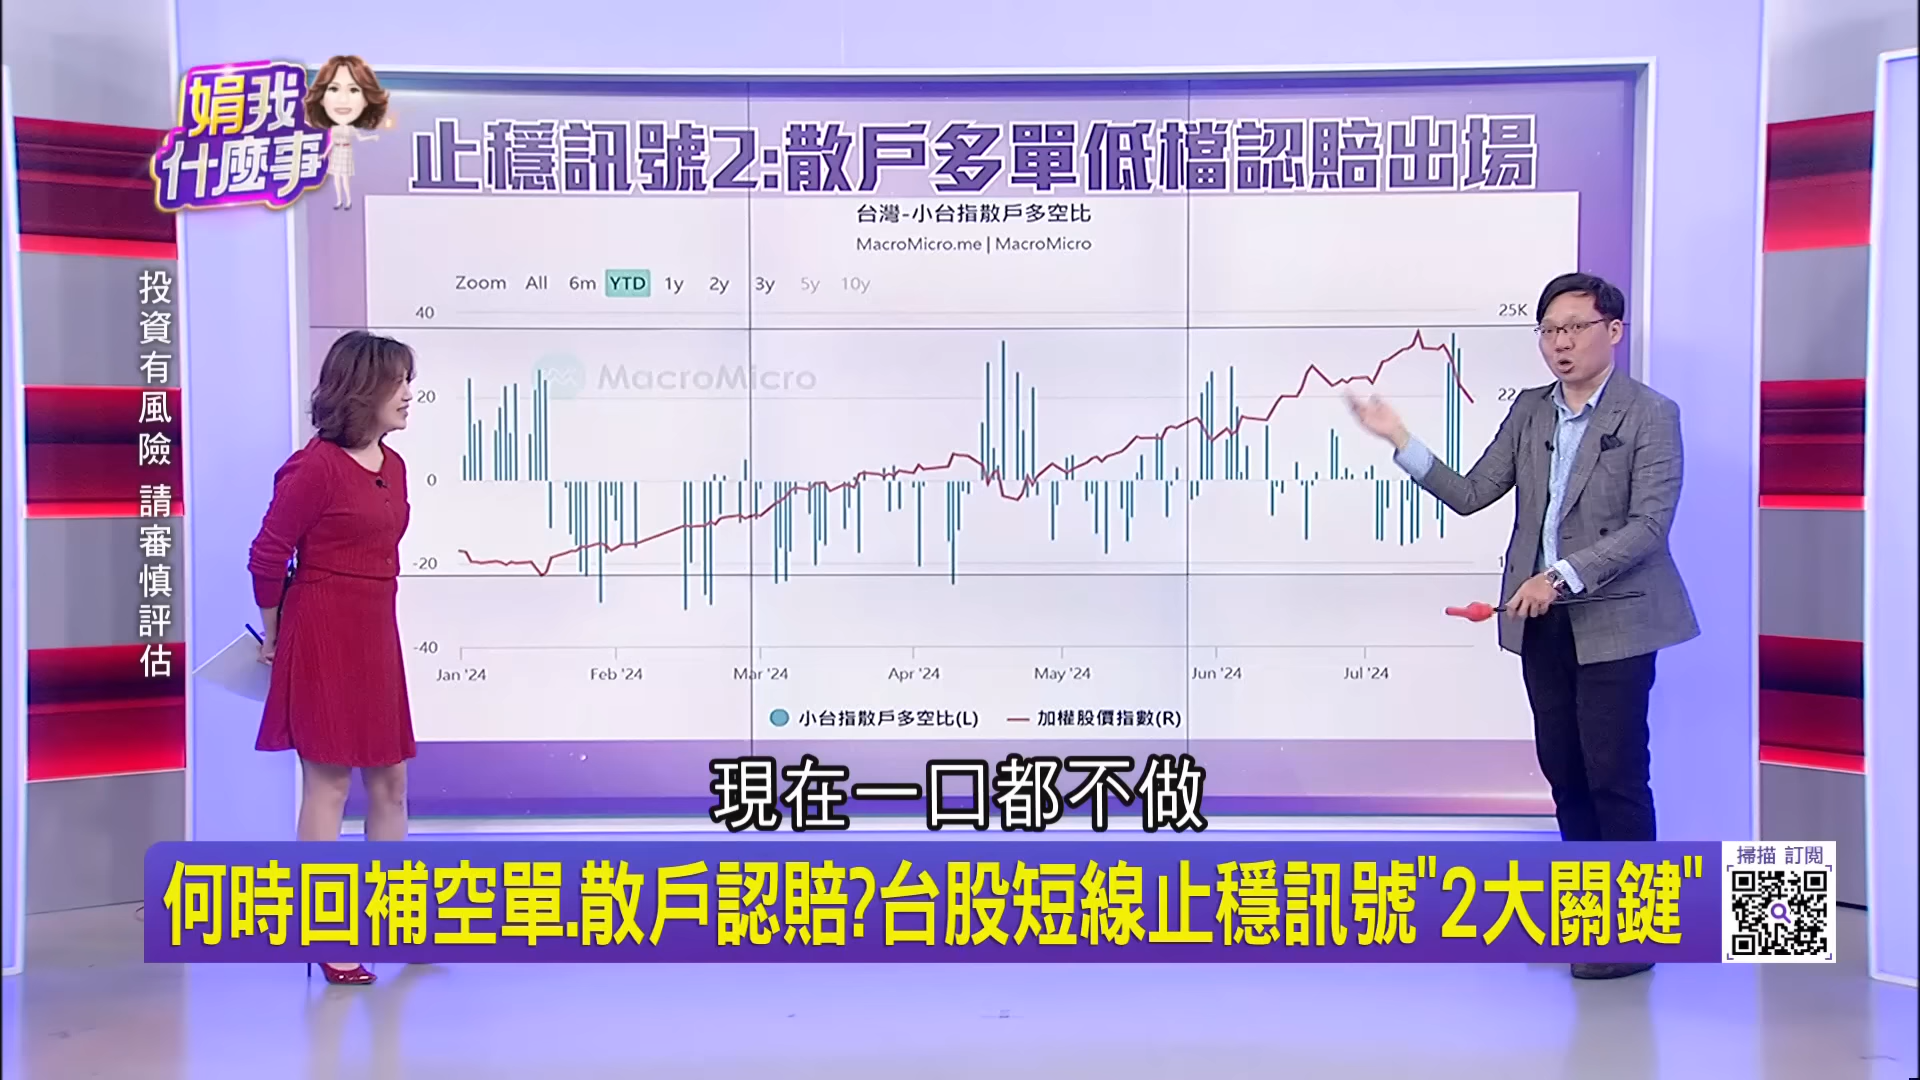 娟我
什麼事
止穩訊號2:散戶多單低檔認賠出場
台灣-小台指散戶多空比
MacroMicro.me | MacroMicro
Zoom All 6m YTD 1y 2y 3y 5y 10y
40
25K
MacroMicro
20
22.
0
-20
1
-40
Jan '24 Feb '24 Mar '24 Apr '24 May '24 Jun '24 Jul '24
小台指散戶多空比(L) 加權股價指數(R)
投資有風險 請審慎評估
現在一口都不做
何時回補空單.散戶認賠?台股短線止穩訊號"2大關鍵"
掃描 訂閱